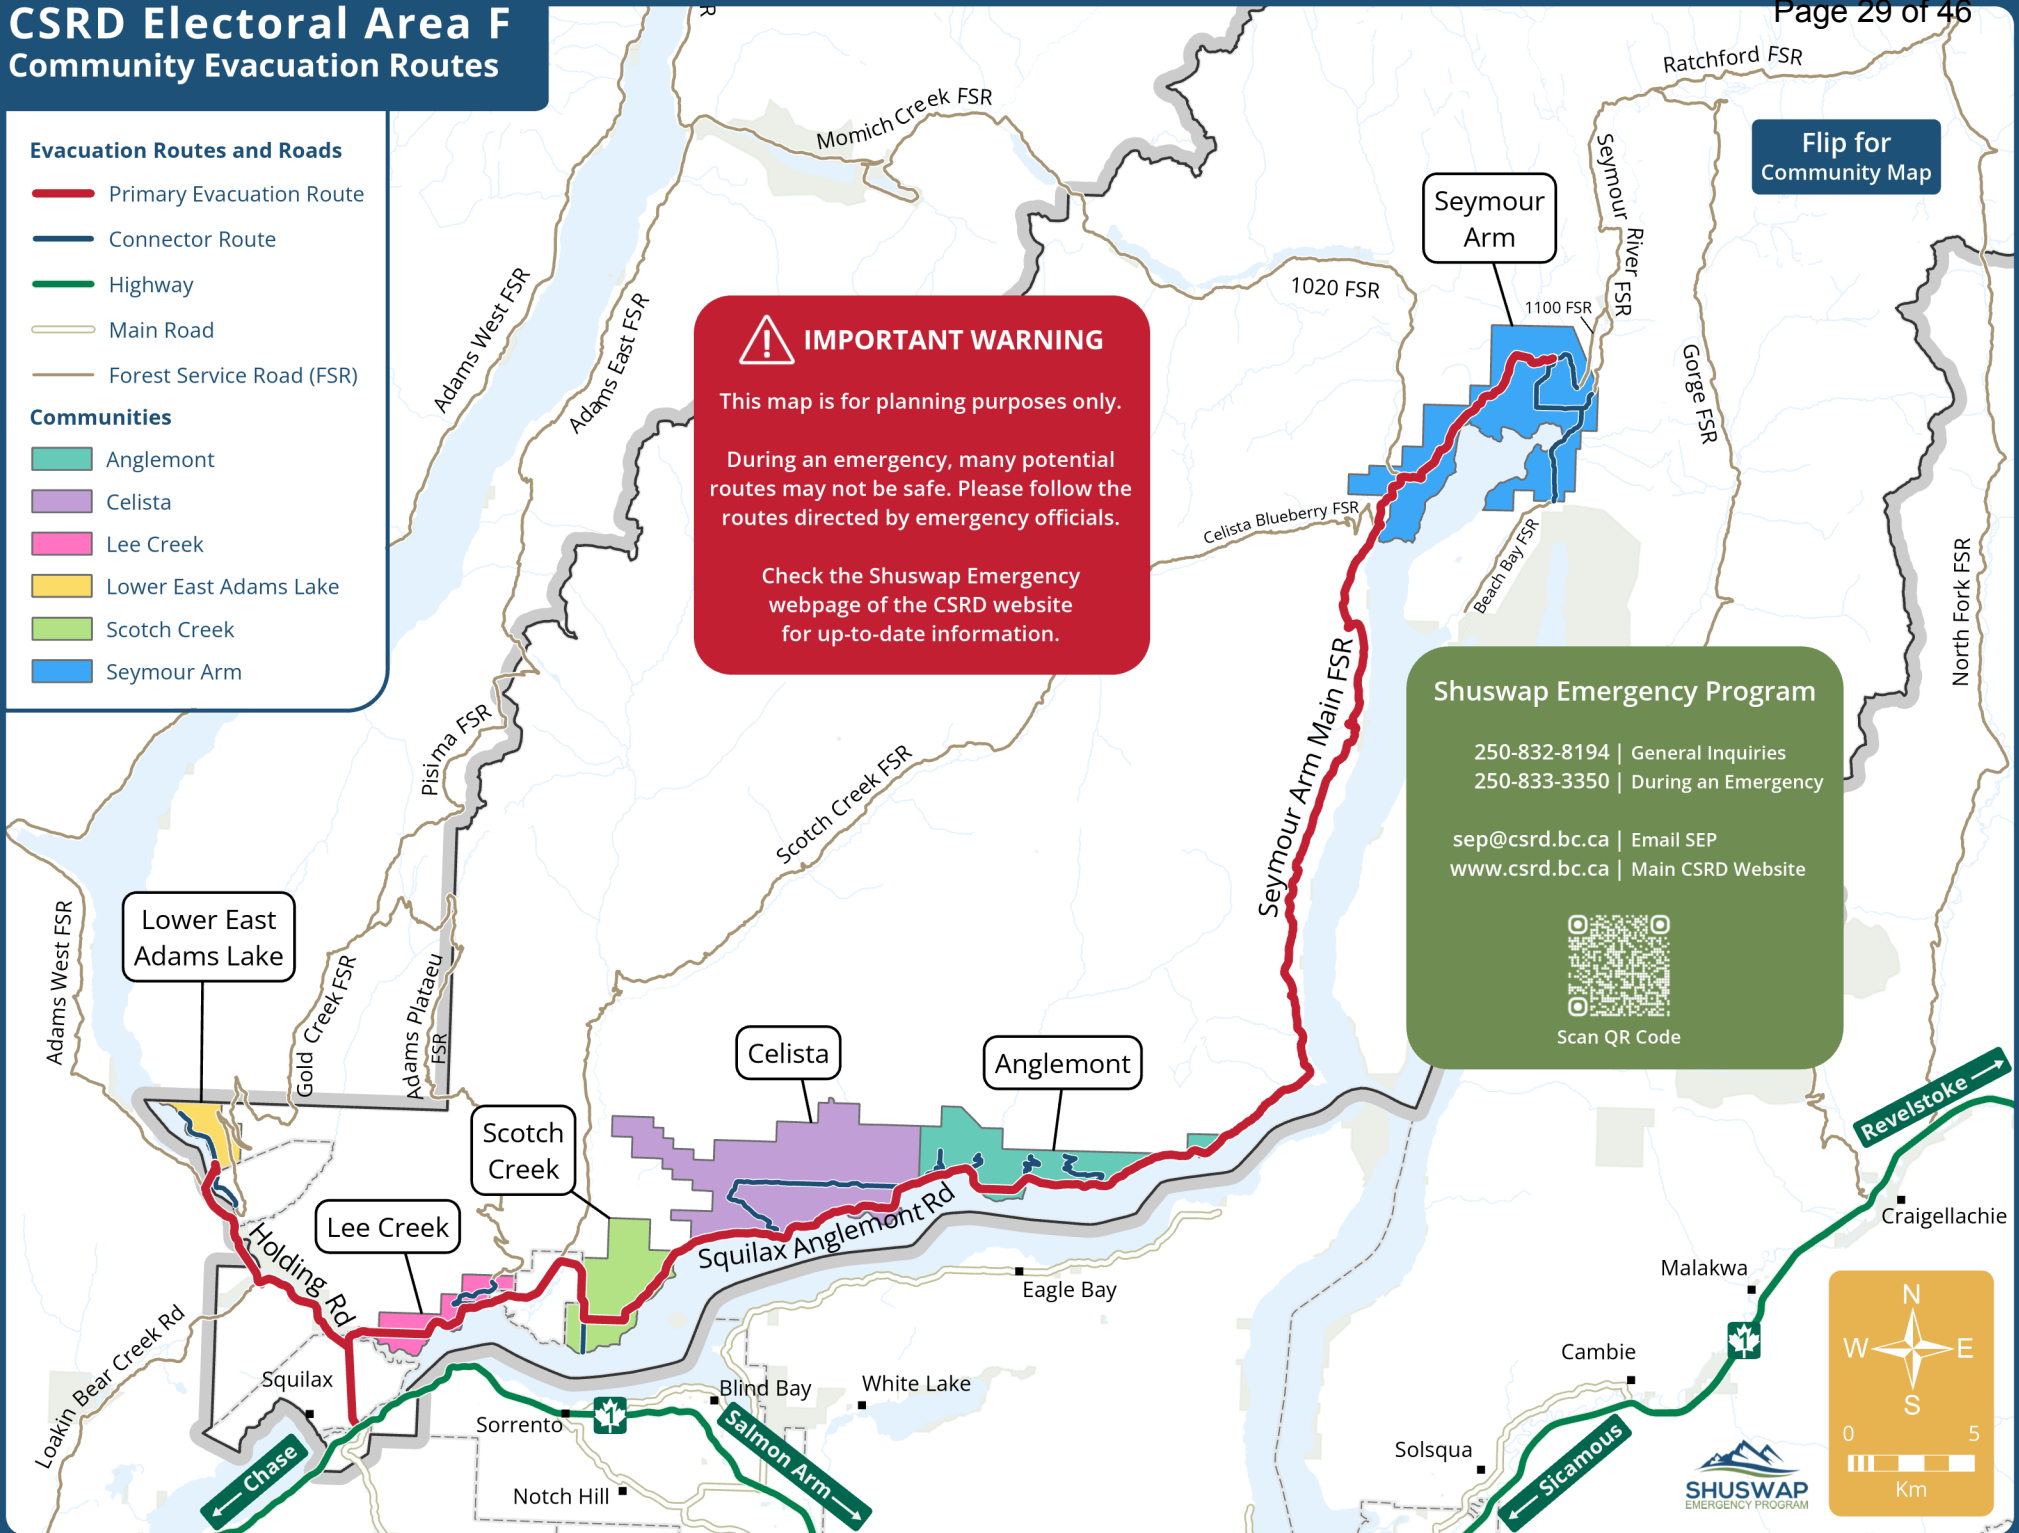 Page 29 of 46
CSRD Electoral Area F
Community Evacuation Routes
Evacuation Routes and Roads
Primary Evacuation Route
Connector Route
Highway
Main Road
Forest Service Road (FSR)
Communities
Anglemont
Celista
Lee Creek
Lower East Adams Lake
Scotch Creek
Seymour Arm
R
Momich Creek FSR
Ratchford FSR
Flip for
Community Map
Seymour
Arm
Seymour River FSR
1020 FSR
1100 FSR
Adams West FSR
Adams East FSR
Gorge FSR
IMPORTANT WARNING
This map is for planning purposes only.
During an emergency, many potential
routes may not be safe. Please follow the
routes directed by emergency officials.
Check the Shuswap Emergency
webpage of the CSRD website
for up-to-date information.
Celista Blueberry FSR
Beach Bay FSR
North Fork FSR
Seymour Arm Main FSR
Shuswap Emergency Program
250-832-8194 | General Inquiries
250-833-3350 | During an Emergency
sep@csrd.bc.ca | Email SEP
www.csrd.bc.ca | Main CSRD Website
Scan QR Code
Pisima FSR
Scotch Creek FSR
Lower East
Adams Lake
Adams West FSR
Gold Creek FSR
Adams Plataeu
FSR
Celista
Anglemont
Scotch
Creek
Lee Creek
Revelstoke
Craigellachie
Holding Rd
Squilax Anglemont Rd
Eagle Bay
Malakwa
1
Loakin Bear Creek Rd
Squilax
Blind Bay
White Lake
Sorrento
1
Cambie
Solsqua
Notch Hill
Chase
Salmon Arm
Sicamous
SHUSWAP
EMERGENCY PROGRAM
N
W E
S
0 5
Km